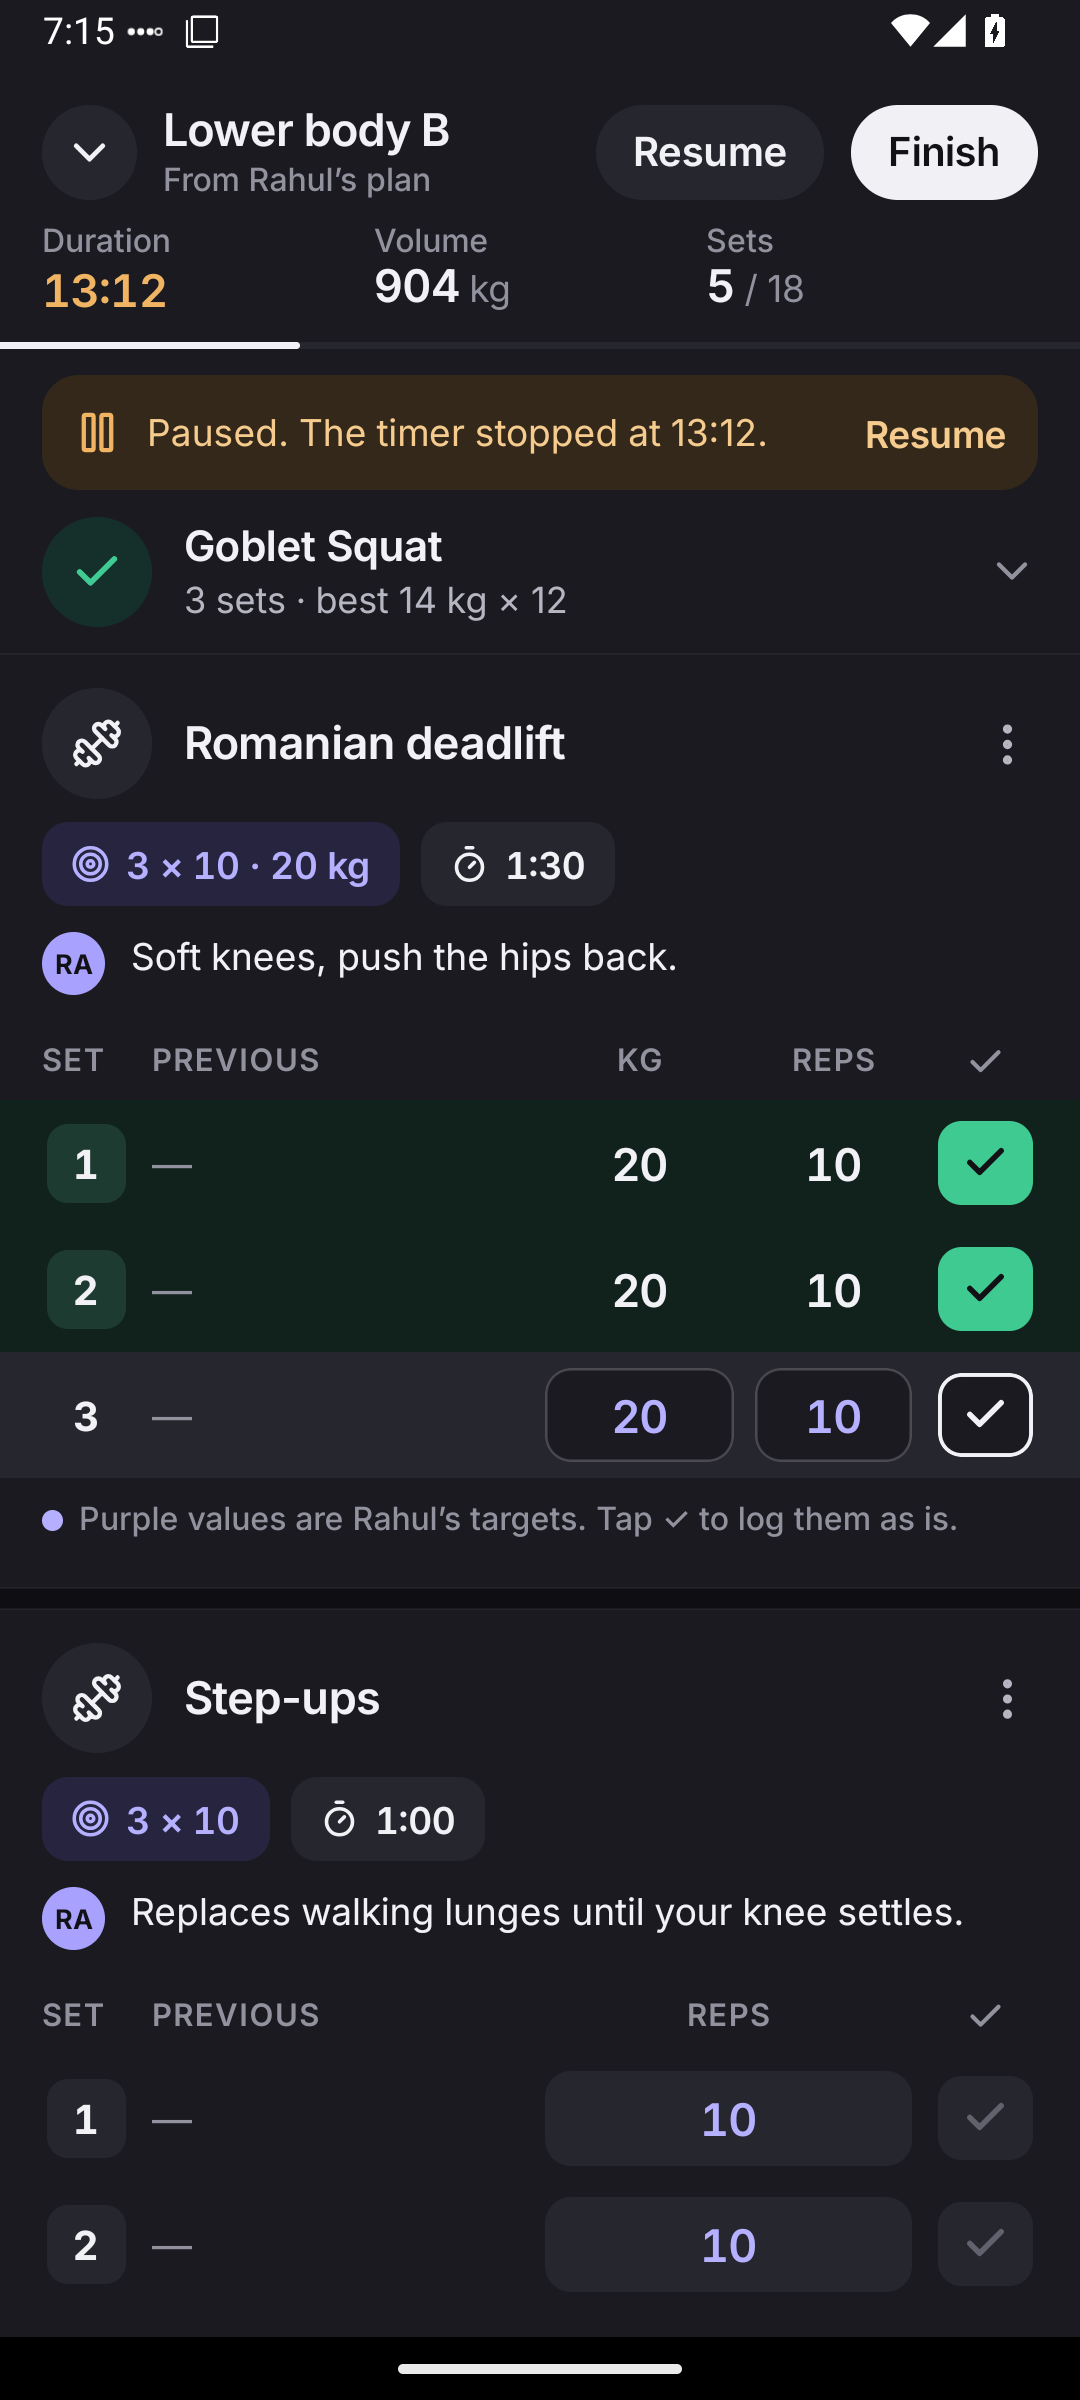 7:15
Lower body B
From Rahul's plan
Resume
Finish
Duration
13:12
Volume
904 kg
Sets
5 / 18
Paused. The timer stopped at 13:12.
Resume
Goblet Squat
3 sets · best 14 kg × 12
Romanian deadlift
3 × 10 · 20 kg
1:30
RA
Soft knees, push the hips back.
SET PREVIOUS KG REPS ✓
1 — 20 10 ✓
2 — 20 10 ✓
3 — 20 10 ✓
Purple values are Rahul's targets. Tap ✓ to log them as is.
Step-ups
3 × 10
1:00
RA
Replaces walking lunges until your knee settles.
SET PREVIOUS REPS ✓
1 — 10 ✓
2 — 10 ✓